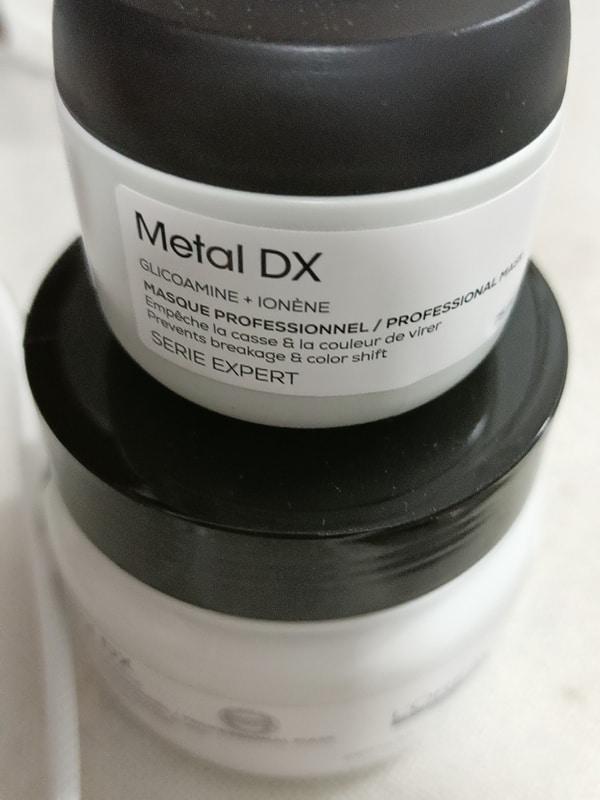 Metal DX
GLICOAMINE + IONÈNE
MASQUE PROFESSIONNEL / PROFESSIONAL MASK
Empêche la casse & la couleur de virer
Prevents breakage & color shift
SERIE EXPERT
DX